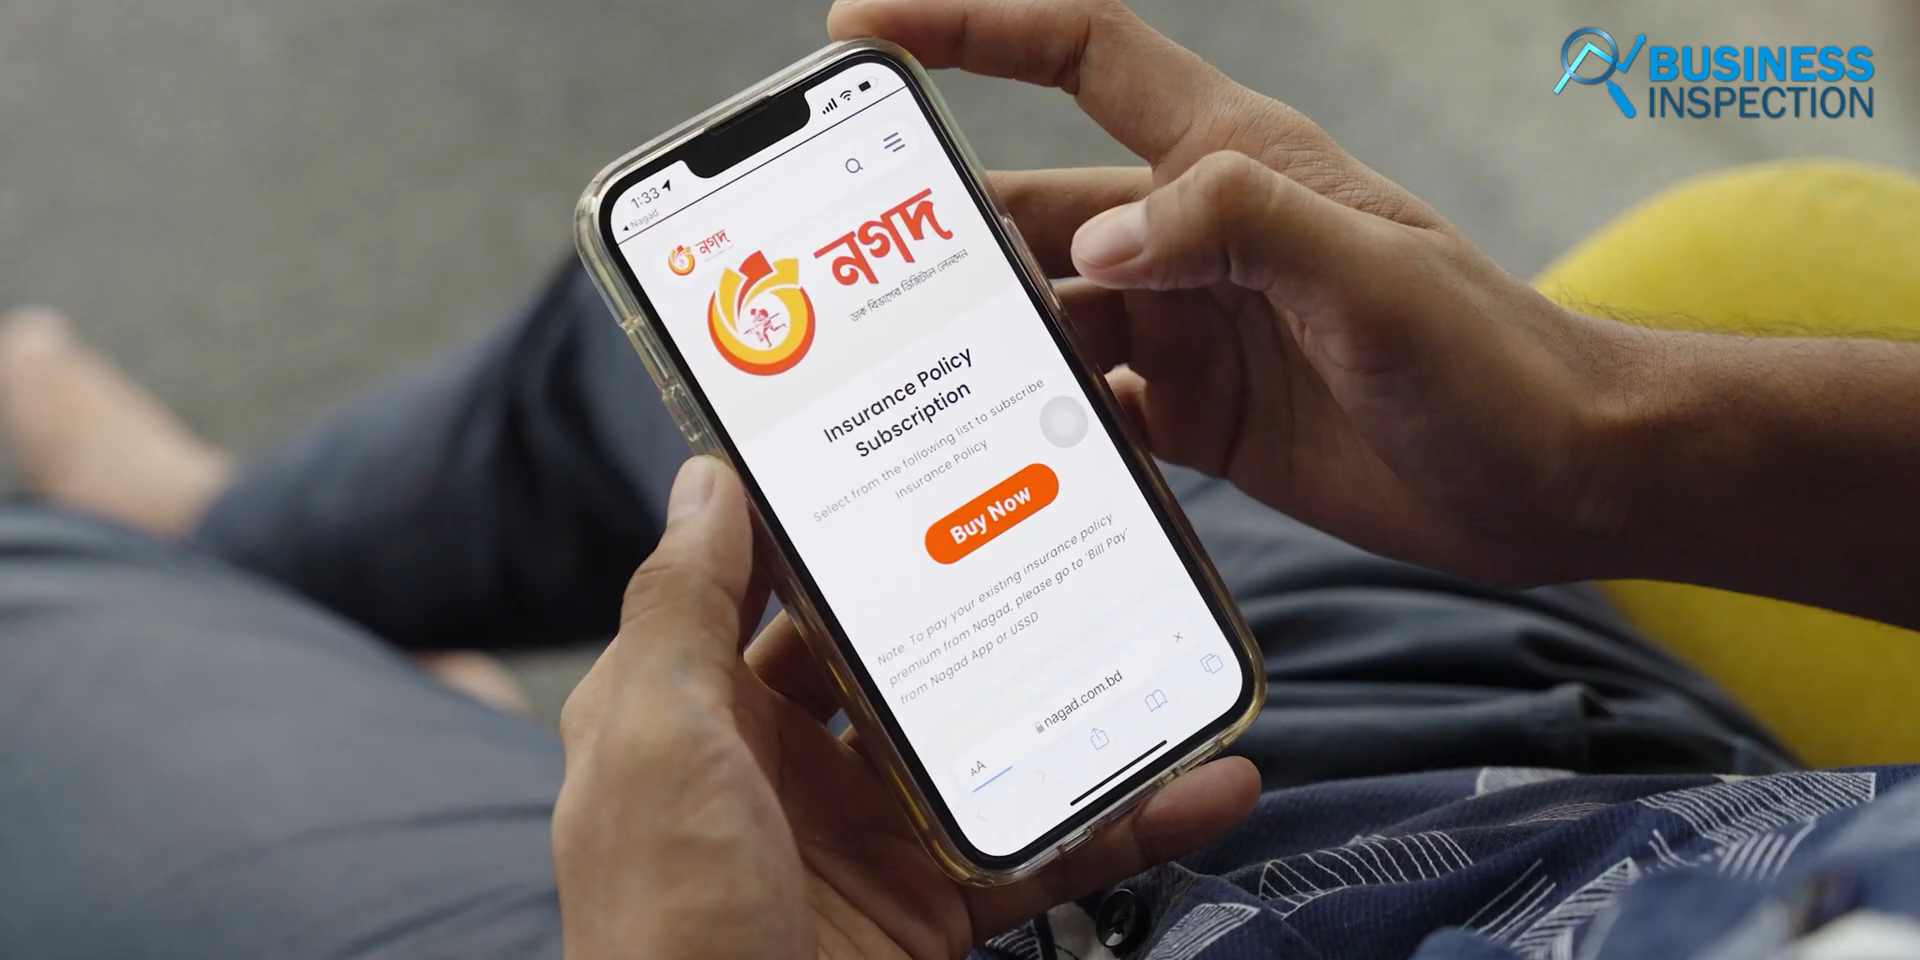 BUSINESS
INSPECTION
1:33
Nagad
নগদ
নগদ
ডাক বিভাগের ডিজিটাল লেনদেন
Insurance Policy
Subscription
Select from the following list to subscribe
Insurance Policy
Buy Now
Note: To pay your existing insurance policy
premium from Nagad, please go to 'Bill Pay'
from Nagad App or USSD
nagad.com.bd
AA